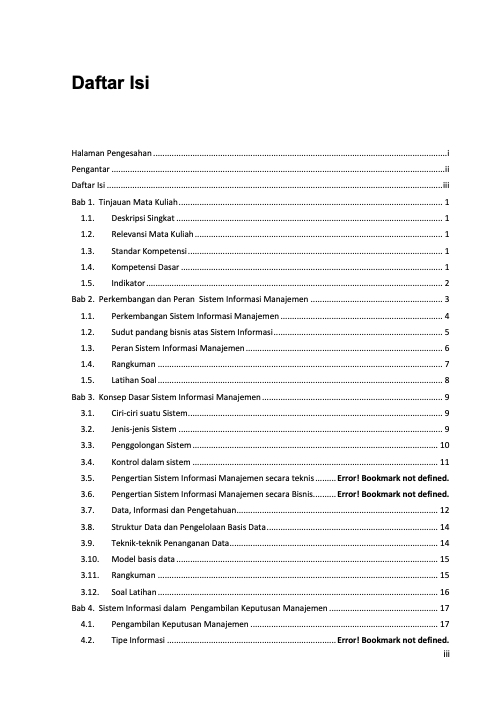 Daftar Isi
Halaman Pengesahan ........ i
Pengantar ........ ii
Daftar Isi ........ iii
Bab 1. Tinjauan Mata Kuliah ........ 1
1.1. Deskripsi Singkat ........ 1
1.2. Relevansi Mata Kuliah ........ 1
1.3. Standar Kompetensi ........ 1
1.4. Kompetensi Dasar ........ 1
1.5. Indikator ........ 2
Bab 2. Perkembangan dan Peran Sistem Informasi Manajemen ........ 3
1.1. Perkembangan Sistem Informasi Manajemen ........ 4
1.2. Sudut pandang bisnis atas Sistem Informasi ........ 5
1.3. Peran Sistem Informasi Manajemen ........ 6
1.4. Rangkuman ........ 7
1.5. Latihan Soal ........ 8
Bab 3. Konsep Dasar Sistem Informasi Manajemen ........ 9
3.1. Ciri-ciri suatu Sistem ........ 9
3.2. Jenis-jenis Sistem ........ 9
3.3. Penggolongan Sistem ........ 10
3.4. Kontrol dalam sistem ........ 11
3.5. Pengertian Sistem Informasi Manajemen secara teknis ........ Error! Bookmark not defined.
3.6. Pengertian Sistem Informasi Manajemen secara Bisnis ........ Error! Bookmark not defined.
3.7. Data, Informasi dan Pengetahuan ........ 12
3.8. Struktur Data dan Pengelolaan Basis Data ........ 14
3.9. Teknik-teknik Penanganan Data ........ 14
3.10. Model basis data ........ 15
3.11. Rangkuman ........ 15
3.12. Soal Latihan ........ 16
Bab 4. Sistem Informasi dalam Pengambilan Keputusan Manajemen ........ 17
4.1. Pengambilan Keputusan Manajemen ........ 17
4.2. Tipe Informasi ........ Error! Bookmark not defined.
iii